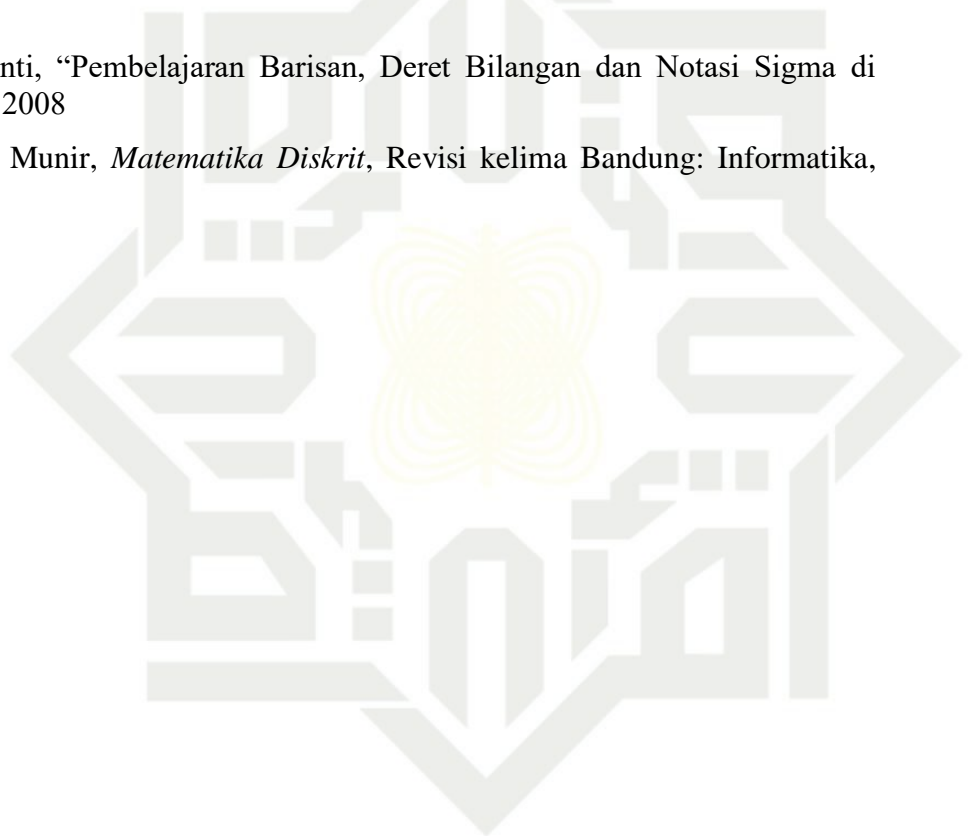 nti, “Pembelajaran Barisan, Deret Bilangan dan Notasi Sigma di
2008
Munir, Matematika Diskrit, Revisi kelima Bandung: Informatika,